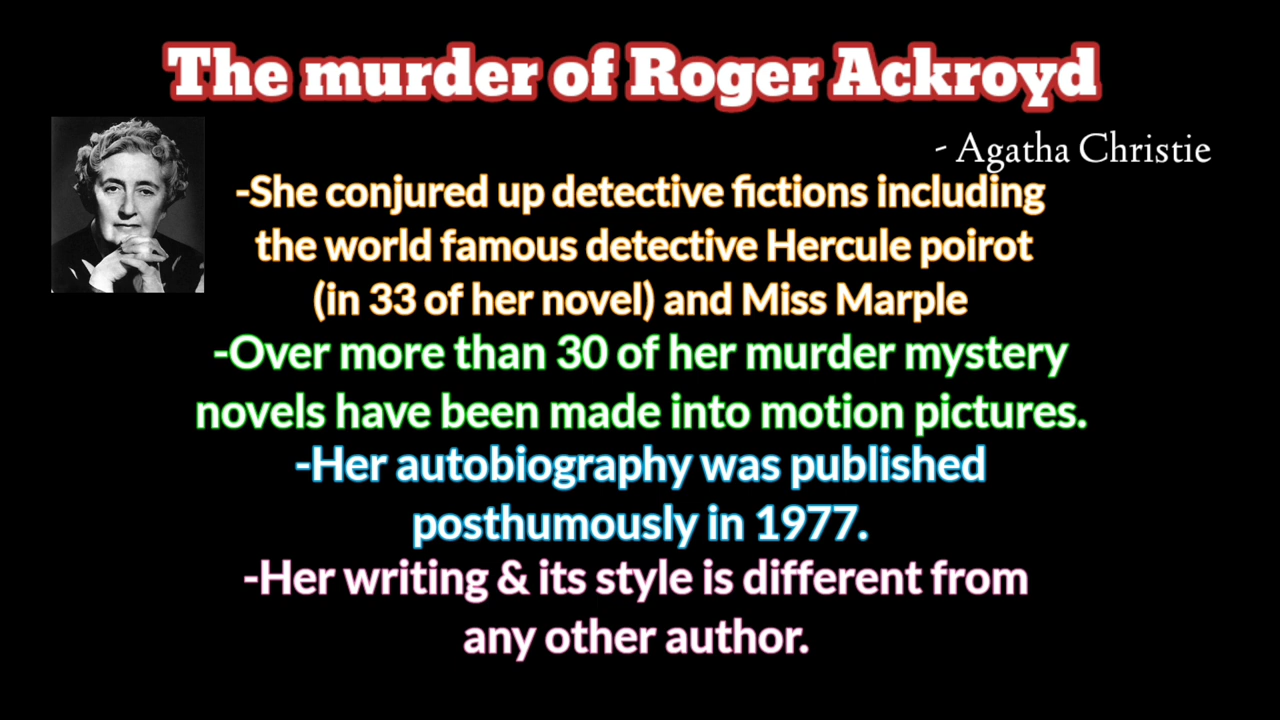 The murder of Roger Ackroyd
- Agatha Christie
-She conjured up detective fictions including
the world famous detective Hercule poirot
(in 33 of her novel) and Miss Marple
-Over more than 30 of her murder mystery
novels have been made into motion pictures.
-Her autobiography was published
posthumously in 1977.
-Her writing & its style is different from
any other author.